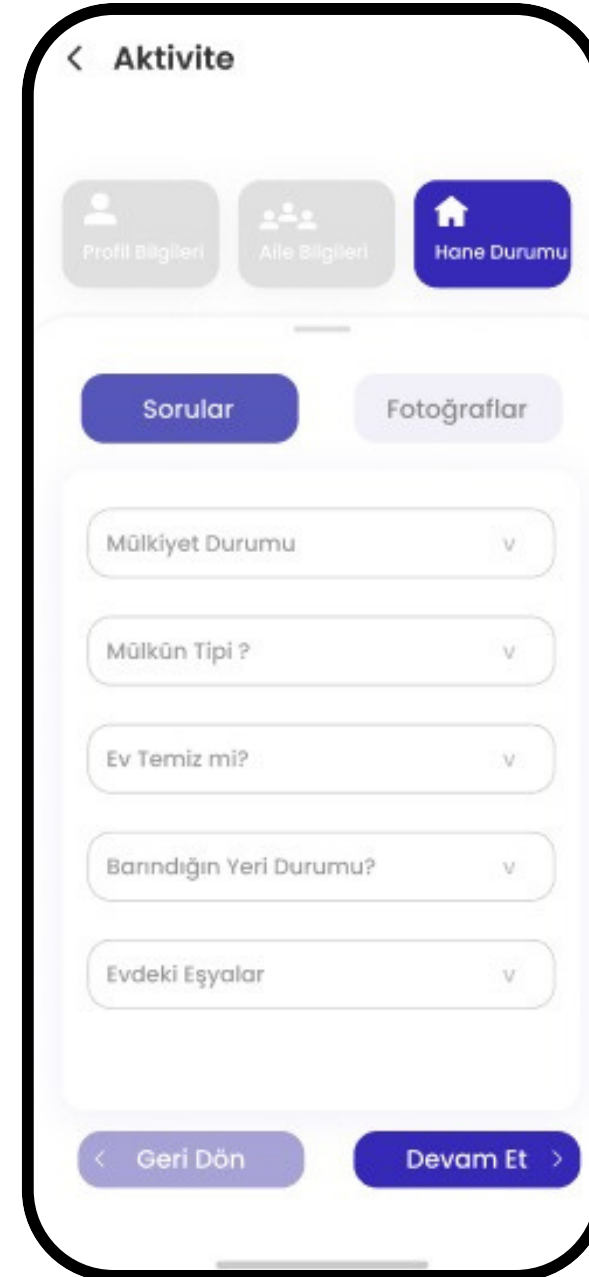 Aktivite
Profil Bilgileri
Aile Bilgileri
Hane Durumu
Sorular
Fotoğraflar
Mülkiyet Durumu
Mülkün Tipi ?
Ev Temiz mi?
Barındığın Yeri Durumu?
Evdeki Eşyalar
Geri Dön
Devam Et